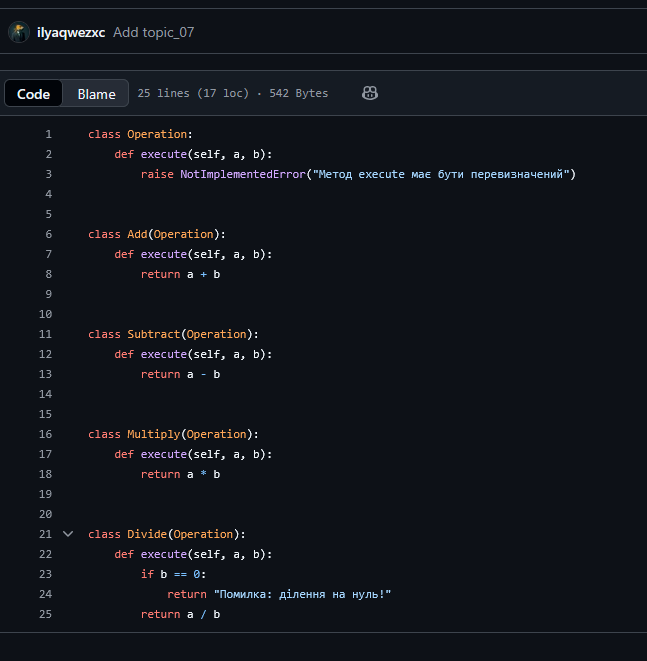 ilyaqwezxc Add topic_07
Code Blame 25 lines (17 loc) · 542 Bytes
1 class Operation:
2     def execute(self, a, b):
3         raise NotImplementedError("Метод execute має бути перевизначений")
4
5
6 class Add(Operation):
7     def execute(self, a, b):
8         return a + b
9
10
11 class Subtract(Operation):
12     def execute(self, a, b):
13         return a - b
14
15
16 class Multiply(Operation):
17     def execute(self, a, b):
18         return a * b
19
20
21 class Divide(Operation):
22     def execute(self, a, b):
23         if b == 0:
24             return "Помилка: ділення на нуль!"
25         return a / b